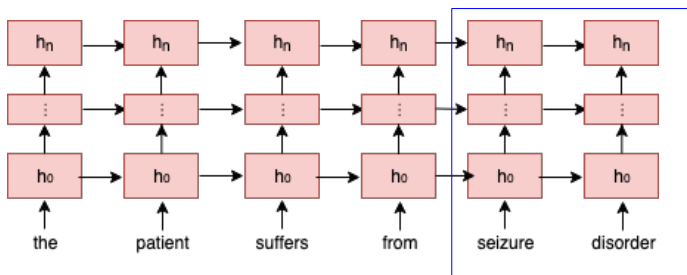 hn hn hn hn hn hn
⋮ ⋮ ⋮ ⋮ ⋮ ⋮
h0 h0 h0 h0 h0 h0
the patient suffers from seizure disorder